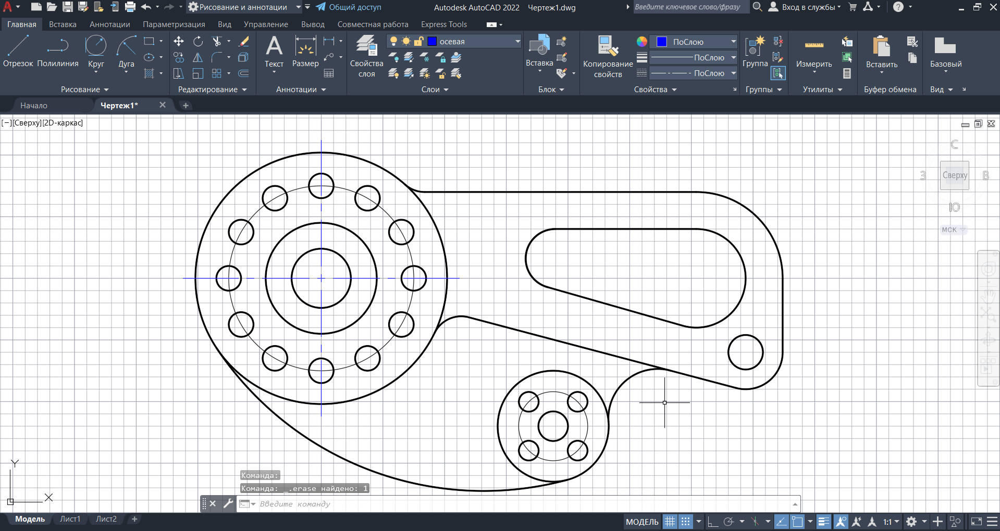 Рисование и аннотации
Общий доступ
Autodesk AutoCAD 2022 Чертеж1.dwg
Введите ключевое слово/фразу
Вход в службы
Главная Вставка Аннотации Параметризация Вид Управление Вывод Совместная работа Express Tools
Отрезок Полилиния Круг Дуга
Рисование
Редактирование
Текст Размер
Аннотации
Свойства слоя
осевая
Слои
Вставка
Блок
Копирование свойств
ПоСлою
ПоСлою
ПоСлою
Свойства
Группа
Группы
Измерить
Утилиты
Вставить
Буфер обмена
Базовый
Вид
Начало Чертеж1*
[−][Сверху][2D-каркас]
С
З Сверху В
Ю
МСК
Y
X
Команда:
Команда: _.erase найдено: 1
Введите команду
Модель Лист1 Лист2
МОДЕЛЬ
1:1